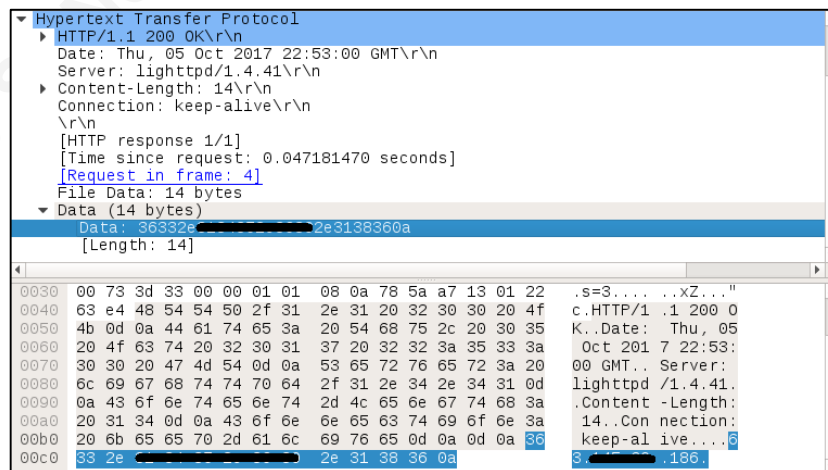 Hypertext Transfer Protocol
HTTP/1.1 200 OK\r\n
Date: Thu, 05 Oct 2017 22:53:00 GMT\r\n
Server: lighttpd/1.4.41\r\n
Content-Length: 14\r\n
Connection: keep-alive\r\n
\r\n
[HTTP response 1/1]
[Time since request: 0.047181470 seconds]
[Request in frame: 4]
File Data: 14 bytes
Data (14 bytes)
Data: 36332e 2e3138360a
[Length: 14]
0030 00 73 3d 33 00 00 01 01 08 0a 78 5a a7 13 01 22 .s=3.... ..xZ..."
0040 63 e4 48 54 54 50 2f 31 2e 31 20 32 30 30 20 4f c.HTTP/1 .1 200 O
0050 4b 0d 0a 44 61 74 65 3a 20 54 68 75 2c 20 30 35 K..Date: Thu, 05
0060 20 4f 63 74 20 32 30 31 37 20 32 32 3a 35 33 3a Oct 201 7 22:53:
0070 30 30 20 47 4d 54 0d 0a 53 65 72 76 65 72 3a 20 00 GMT.. Server:
0080 6c 69 67 68 74 74 70 64 2f 31 2e 34 2e 34 31 0d lighttpd /1.4.41.
0090 0a 43 6f 6e 74 65 6e 74 2d 4c 65 6e 67 74 68 3a .Content -Length:
00a0 20 31 34 0d 0a 43 6f 6e 6e 65 63 74 69 6f 6e 3a 14..Con nection:
00b0 20 6b 65 65 70 2d 61 6c 69 76 65 0d 0a 0d 0a 36 keep-al ive....6
00c0 33 2e 2e 31 38 36 0a 3. .186.